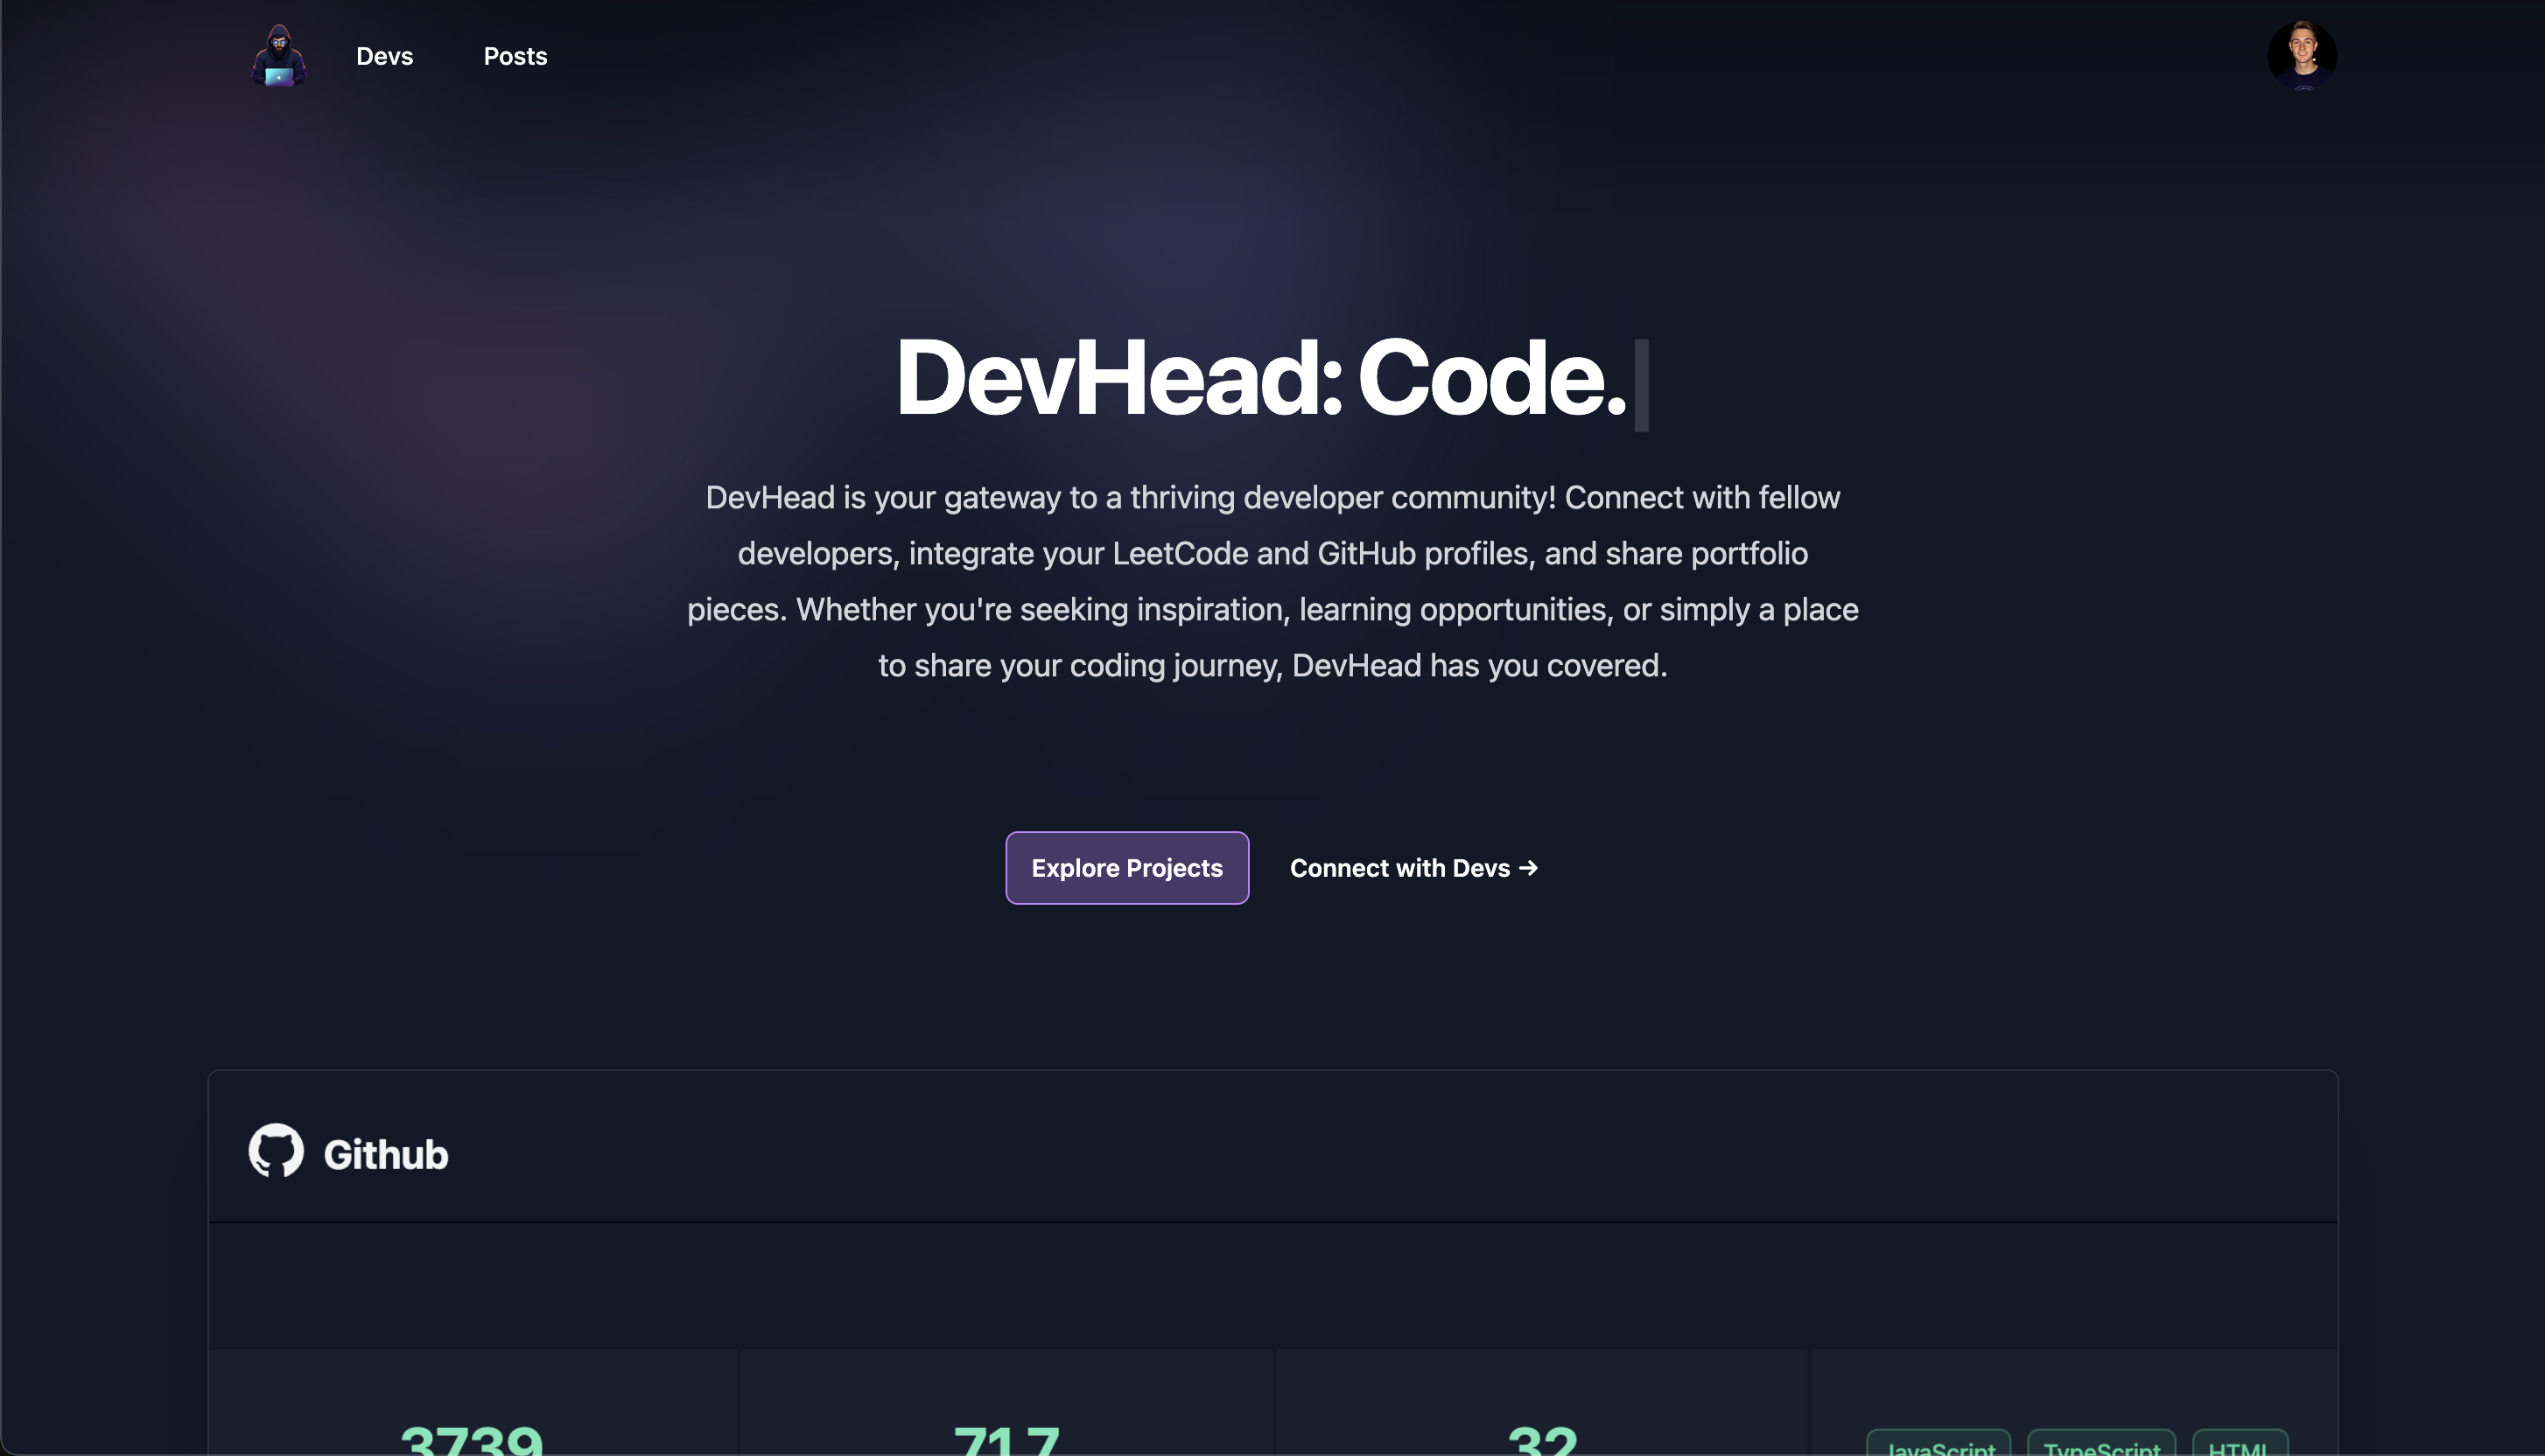 Devs
Posts
DevHead: Code.
DevHead is your gateway to a thriving developer community! Connect with fellow
developers, integrate your LeetCode and GitHub profiles, and share portfolio
pieces. Whether you're seeking inspiration, learning opportunities, or simply a place
to share your coding journey, DevHead has you covered.
Explore Projects
Connect with Devs →
Github
3739
717
32
JavaScript
TypeScript
HTML